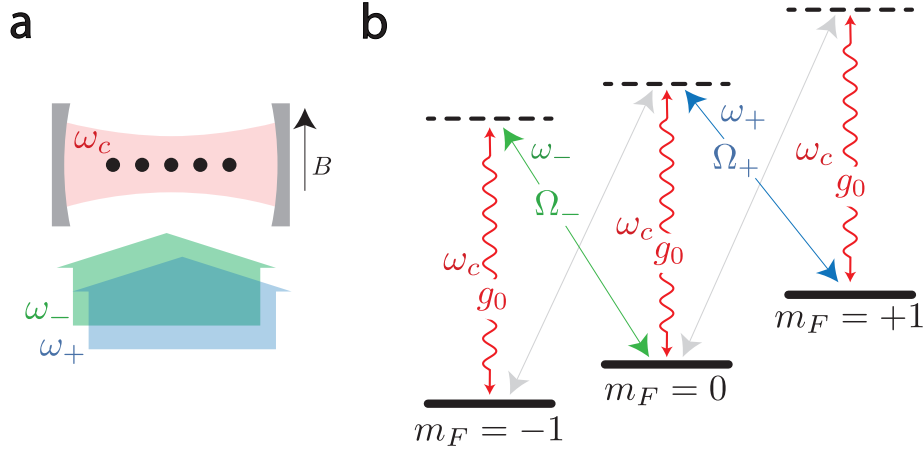 a
b
ω_c
B
ω_−
ω_+
ω_−
Ω_−
ω_+
Ω_+
ω_c
g_0
ω_c
g_0
ω_c
g_0
m_F = −1
m_F = 0
m_F = +1